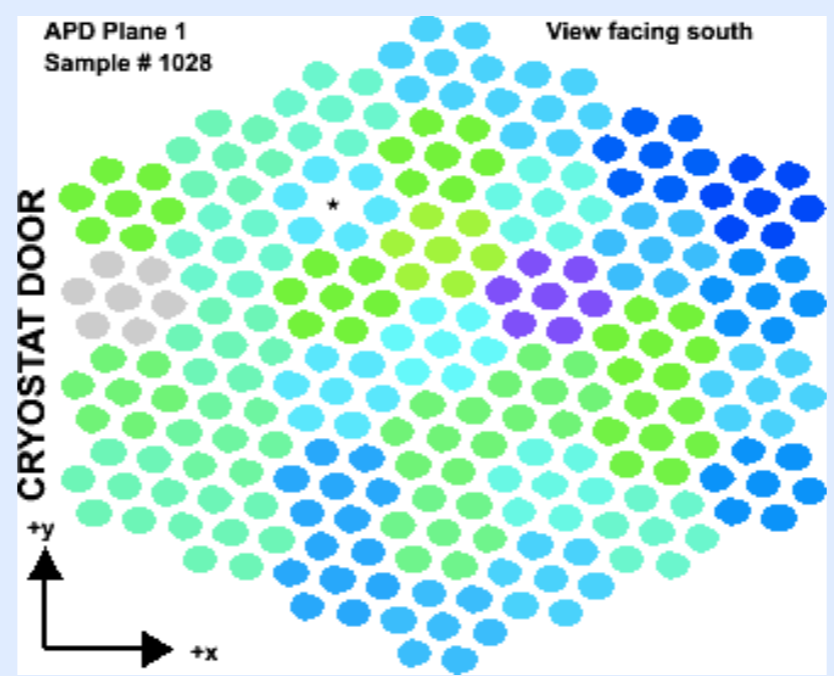 APD Plane 1
Sample # 1028
View facing south
*
CRYOSTAT DOOR
+y
+x